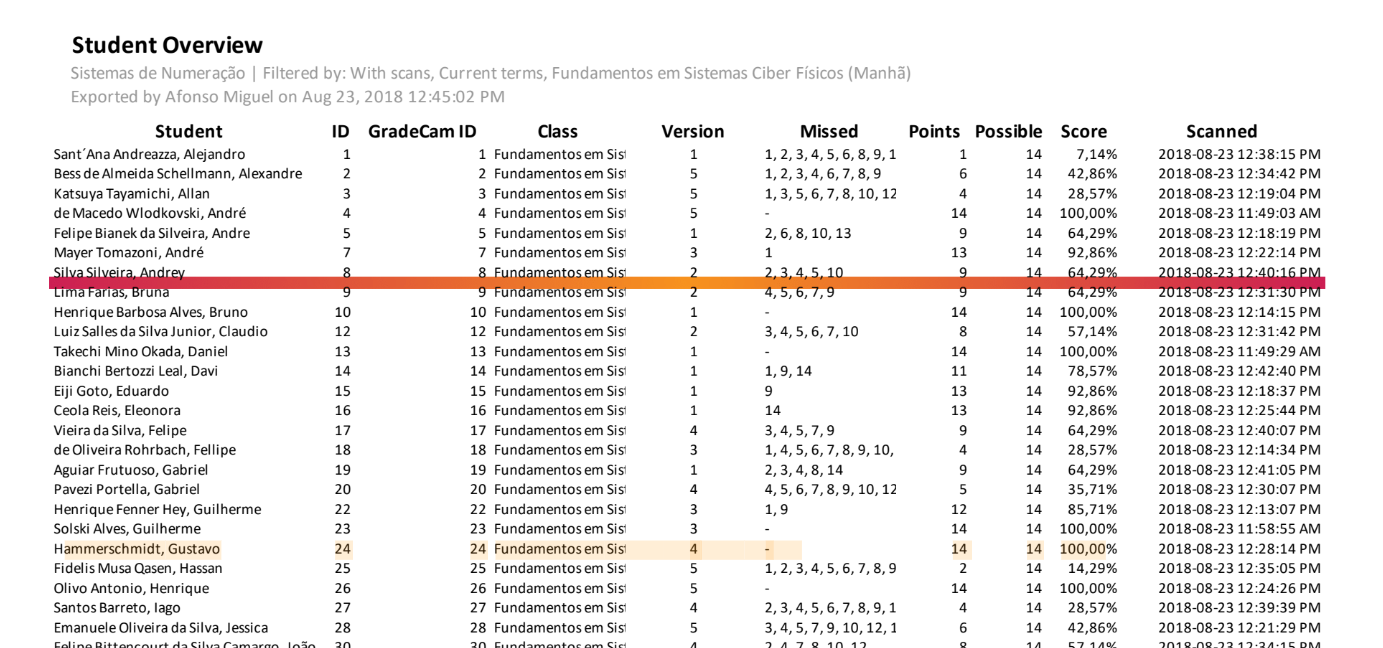 Student Overview
Sistemas de Numeração | Filtered by: With scans, Current terms, Fundamentos em Sistemas Ciber Físicos (Manhã)
Exported by Afonso Miguel on Aug 23, 2018 12:45:02 PM
Student ID GradeCam ID Class Version Missed Points Possible Score Scanned
Sant´Ana Andreazza, Alejandro 1 1 Fundamentos em Sist 1 1, 2, 3, 4, 5, 6, 8, 9, 1 1 14 7,14% 2018-08-23 12:38:15 PM
Bess de Almeida Schellmann, Alexandre 2 2 Fundamentos em Sist 5 1, 2, 3, 4, 6, 7, 8, 9 6 14 42,86% 2018-08-23 12:34:42 PM
Katsuya Tayamichi, Allan 3 3 Fundamentos em Sist 5 1, 3, 5, 6, 7, 8, 10, 12 4 14 28,57% 2018-08-23 12:19:04 PM
de Macedo Wlodkovski, André 4 4 Fundamentos em Sist 5 - 14 14 100,00% 2018-08-23 11:49:03 AM
Felipe Bianek da Silveira, Andre 5 5 Fundamentos em Sist 1 2, 6, 8, 10, 13 9 14 64,29% 2018-08-23 12:18:19 PM
Mayer Tomazoni, André 7 7 Fundamentos em Sist 3 1 13 14 92,86% 2018-08-23 12:22:14 PM
Silva Silveira, Andrey 8 8 Fundamentos em Sist 2 2, 3, 4, 5, 10 9 14 64,29% 2018-08-23 12:40:16 PM
Lima Farias, Bruna 9 9 Fundamentos em Sist 2 4, 5, 6, 7, 9 9 14 64,29% 2018-08-23 12:31:30 PM
Henrique Barbosa Alves, Bruno 10 10 Fundamentos em Sist 1 - 14 14 100,00% 2018-08-23 12:14:15 PM
Luiz Salles da Silva Junior, Claudio 12 12 Fundamentos em Sist 2 3, 4, 5, 6, 7, 10 8 14 57,14% 2018-08-23 12:31:42 PM
Takechi Mino Okada, Daniel 13 13 Fundamentos em Sist 1 - 14 14 100,00% 2018-08-23 11:49:29 AM
Bianchi Bertozzi Leal, Davi 14 14 Fundamentos em Sist 1 1, 9, 14 11 14 78,57% 2018-08-23 12:42:40 PM
Eiji Goto, Eduardo 15 15 Fundamentos em Sist 1 9 13 14 92,86% 2018-08-23 12:18:37 PM
Ceola Reis, Eleonora 16 16 Fundamentos em Sist 1 14 13 14 92,86% 2018-08-23 12:25:44 PM
Vieira da Silva, Felipe 17 17 Fundamentos em Sist 4 3, 4, 5, 7, 9 9 14 64,29% 2018-08-23 12:40:07 PM
de Oliveira Rohrbach, Fellipe 18 18 Fundamentos em Sist 3 1, 4, 5, 6, 7, 8, 9, 10, 4 14 28,57% 2018-08-23 12:14:34 PM
Aguiar Frutuoso, Gabriel 19 19 Fundamentos em Sist 1 2, 3, 4, 8, 14 9 14 64,29% 2018-08-23 12:41:05 PM
Pavezi Portella, Gabriel 20 20 Fundamentos em Sist 4 4, 5, 6, 7, 8, 9, 10, 12 5 14 35,71% 2018-08-23 12:30:07 PM
Henrique Fenner Hey, Guilherme 22 22 Fundamentos em Sist 3 1, 9 12 14 85,71% 2018-08-23 12:13:07 PM
Solski Alves, Guilherme 23 23 Fundamentos em Sist 3 - 14 14 100,00% 2018-08-23 11:58:55 AM
Hammerschmidt, Gustavo 24 24 Fundamentos em Sist 4 - 14 14 100,00% 2018-08-23 12:28:14 PM
Fidelis Musa Qasen, Hassan 25 25 Fundamentos em Sist 5 1, 2, 3, 4, 5, 6, 7, 8, 9 2 14 14,29% 2018-08-23 12:35:05 PM
Olivo Antonio, Henrique 26 26 Fundamentos em Sist 5 - 14 14 100,00% 2018-08-23 12:24:26 PM
Santos Barreto, Iago 27 27 Fundamentos em Sist 4 2, 3, 4, 5, 6, 7, 8, 9, 1 4 14 28,57% 2018-08-23 12:39:39 PM
Emanuele Oliveira da Silva, Jessica 28 28 Fundamentos em Sist 5 3, 4, 5, 7, 9, 10, 12, 1 6 14 42,86% 2018-08-23 12:21:29 PM
Felipe Bittencourt da Silva Camargo, João 30 30 Fundamentos em Sist 4 2, 4, 7, 8, 10, 12 8 14 57,14% 2018-08-23 12:34:15 PM